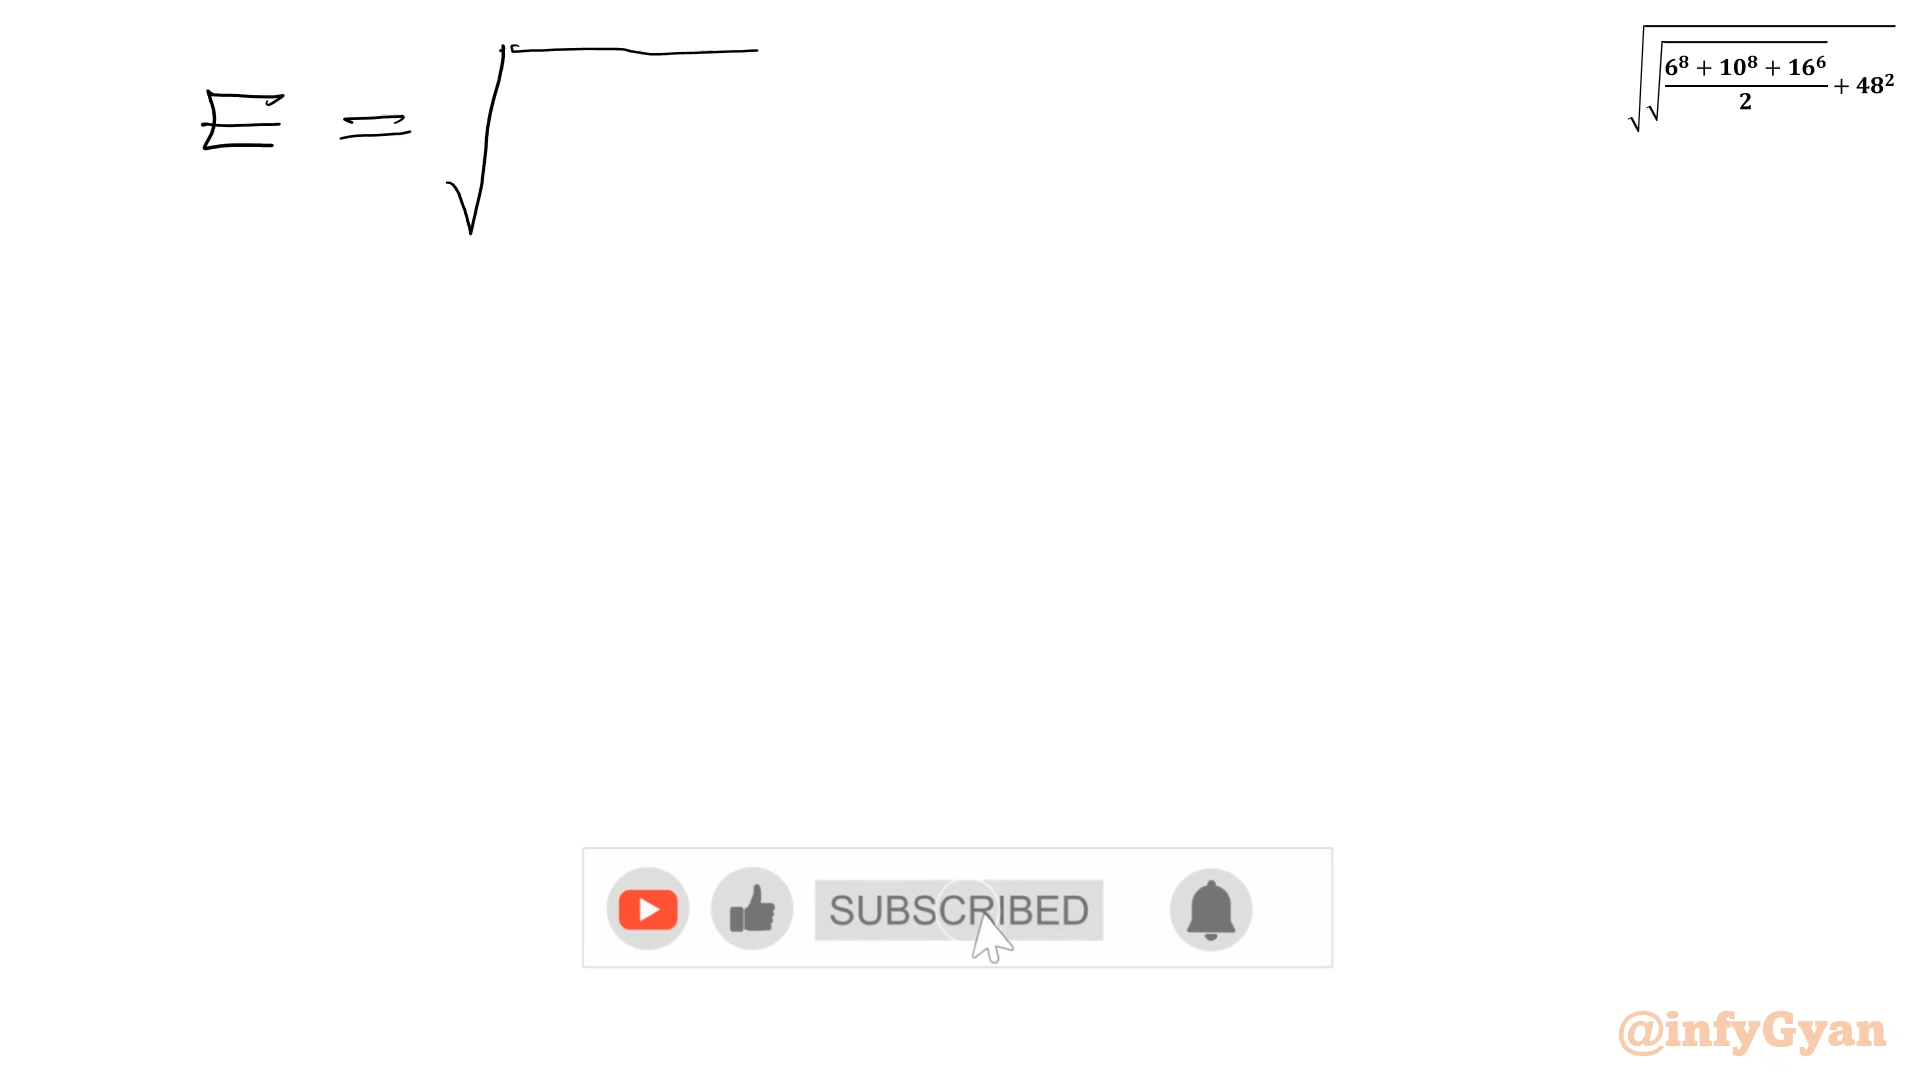 E = √
√(√((6⁸ + 10⁸ + 16⁶)/2) + 48²)
SUBSCRIBED
@infyGyan